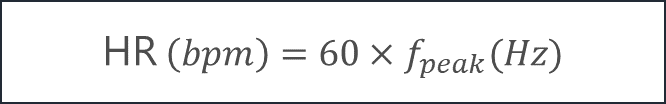 HR (bpm) = 60 × f_peak(Hz)